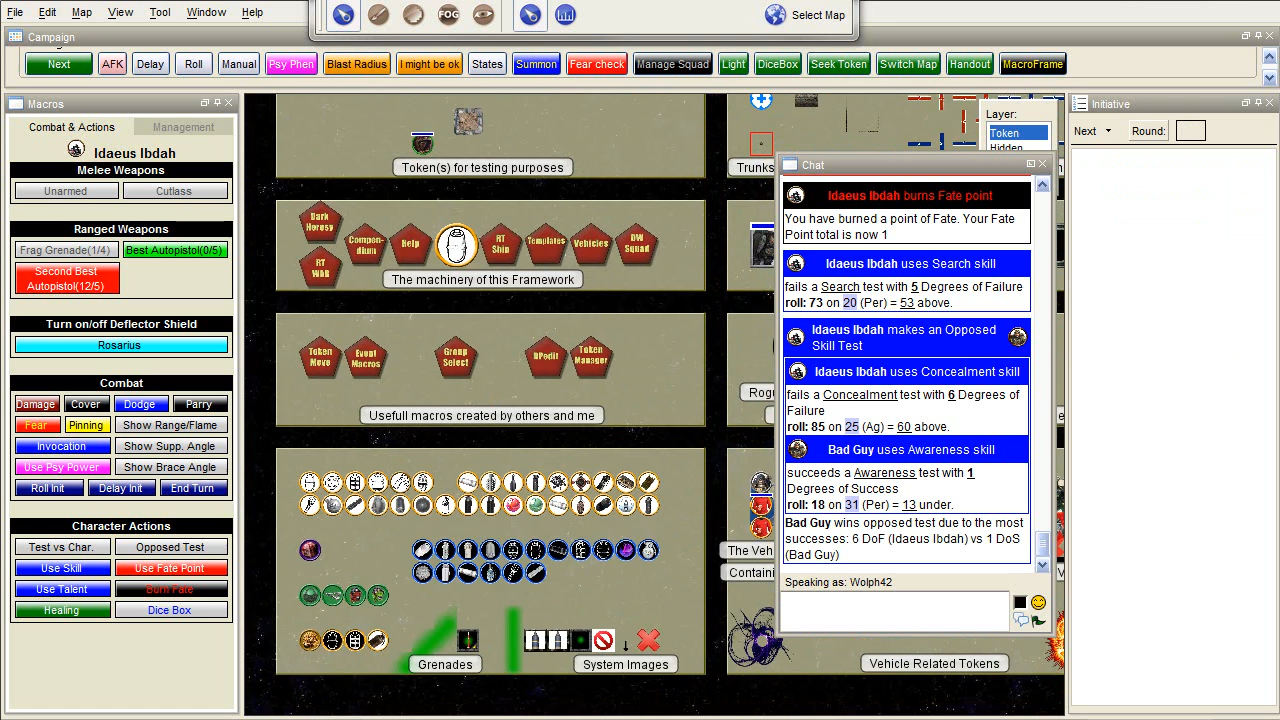 File Edit Map View Tool Window Help
FOG
Select Map
Campaign
Next AFK Delay Roll Manual Psy Phen Blast Radius I might be ok States Summon Fear check Manage Squad Light DiceBox Seek Token Switch Map Handout MacroFrame
Macros
Combat & Actions Management
Idaeus Ibdah
Melee Weapons
Unarmed Cutlass
Ranged Weapons
Frag Grenade(1/4) Best Autopistol(0/5)
Second Best
Autopistol(12/5)
Turn on/off Deflector Shield
Rosarius
Combat
Damage Cover Dodge Parry
Fear Pinning Show Range/Flame
Invocation Show Supp. Angle
Use Psy Power Show Brace Angle
Roll Init Delay Init End Turn
Character Actions
Test vs Char. Opposed Test
Use Skill Use Fate Point
Use Talent Burn Fate
Healing Dice Box
Token(s) for testing purposes
Dark
Heresy
RT
W&R
Compen-
dium
Help
RT
Ship
Templates
Vehicles
DW
Squad
The machinery of this Framework
Token
Move
Event
Macros
Group
Select
HPedit
Token
Manager
Usefull macros created by others and me
Grenades
System Images
Trunks
Rogu
The Veh
Contain
Vehicle Related Tokens
Layer:
Token
Hidden
Chat
Idaeus Ibdah burns Fate point
You have burned a point of Fate. Your Fate
Point total is now 1
Idaeus Ibdah uses Search skill
fails a Search test with 5 Degrees of Failure
roll: 73 on 20 (Per) = 53 above.
Idaeus Ibdah makes an Opposed
Skill Test
Idaeus Ibdah uses Concealment skill
fails a Concealment test with 6 Degrees of
Failure
roll: 85 on 25 (Ag) = 60 above.
Bad Guy uses Awareness skill
succeeds a Awareness test with 1
Degrees of Success
roll: 18 on 31 (Per) = 13 under.
Bad Guy wins opposed test due to the most
successes: 6 DoF (Idaeus Ibdah) vs 1 DoS
(Bad Guy)
Speaking as: Wolph42
Initiative
Next Round: